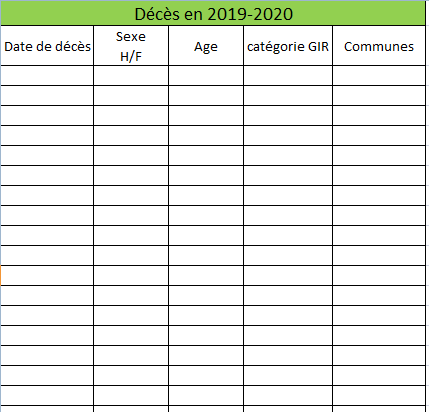 Décès en 2019-2020
Date de décès
Sexe
H/F
Age
catégorie GIR
Communes